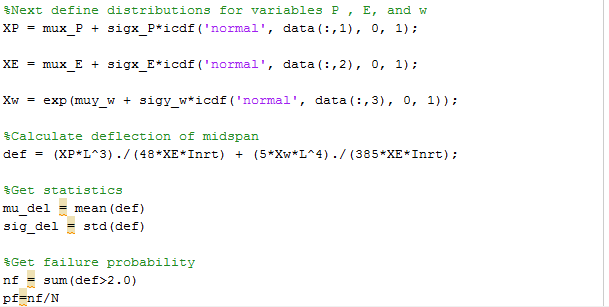 %Next define distributions for variables P , E, and w
XP = mux_P + sigx_P*icdf('normal', data(:,1), 0, 1);
XE = mux_E + sigx_E*icdf('normal', data(:,2), 0, 1);
Xw = exp(muy_w + sigy_w*icdf('normal', data(:,3), 0, 1));
%Calculate deflection of midspan
def = (XP*L^3)./(48*XE*Inrt) + (5*Xw*L^4)./(385*XE*Inrt);
%Get statistics
mu_del = mean(def)
sig_del = std(def)
%Get failure probability
nf = sum(def>2.0)
pf=nf/N